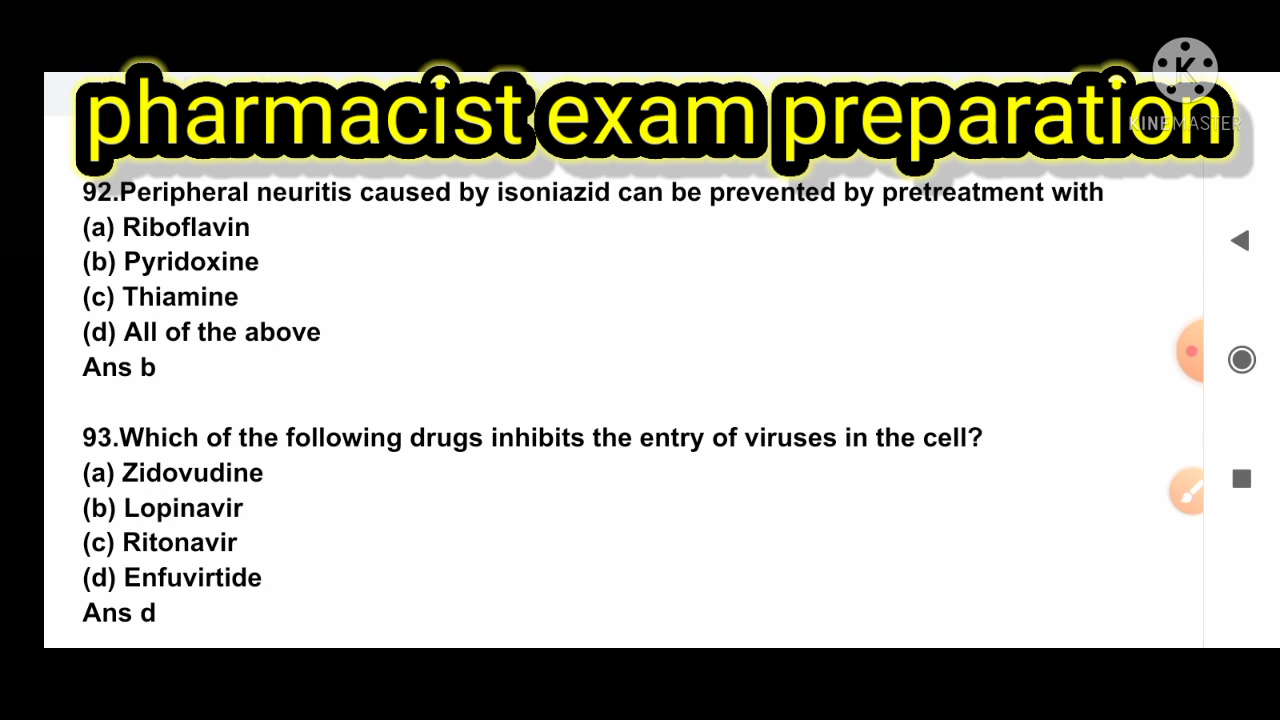 pharmacist exam preparation
KINEMASTER
92.Peripheral neuritis caused by isoniazid can be prevented by pretreatment with
(a) Riboflavin
(b) Pyridoxine
(c) Thiamine
(d) All of the above
Ans b
93.Which of the following drugs inhibits the entry of viruses in the cell?
(a) Zidovudine
(b) Lopinavir
(c) Ritonavir
(d) Enfuvirtide
Ans d